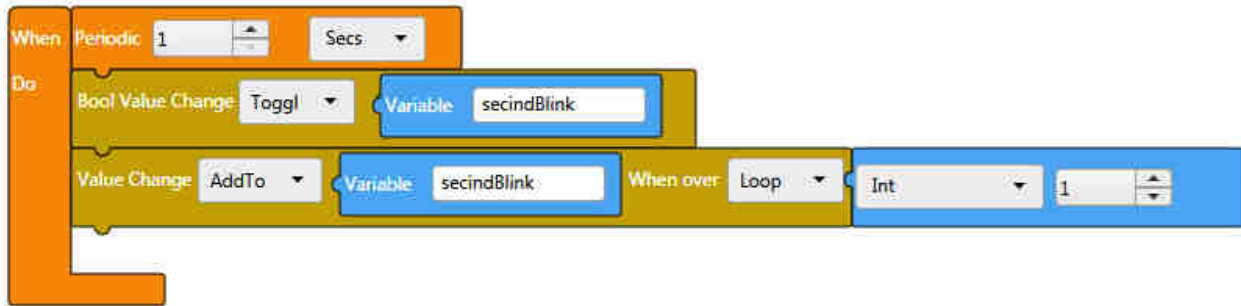 When Periodic 1 Secs
Do
Bool Value Change Toggl Variable secindBlink
Value Change AddTo Variable secindBlink When over Loop Int 1